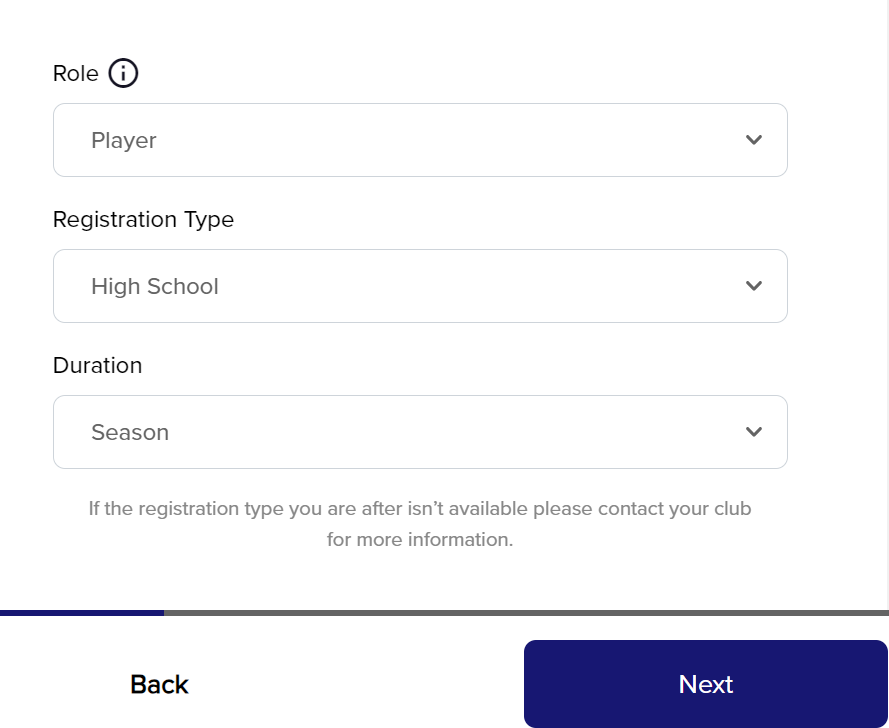 Role
Player
Registration Type
High School
Duration
Season
If the registration type you are after isn’t available please contact your club
for more information.
Back
Next